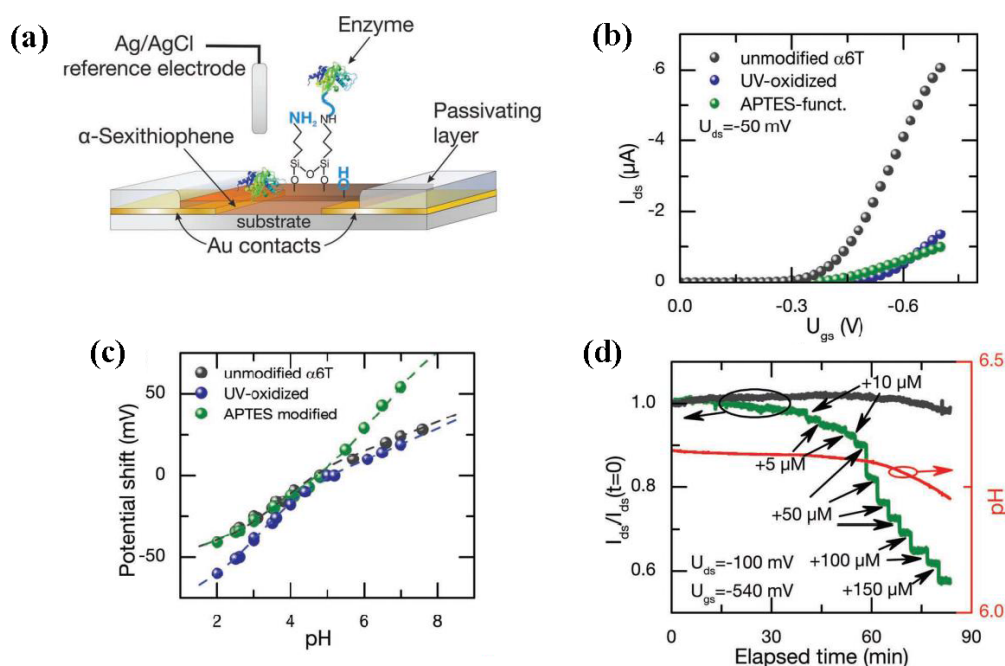 (a)
Ag/AgCl
reference electrode
Enzyme
α-Sexithiophene
NH2
NH
Passivating
layer
Si
O
Si
O
O
O
H
O
substrate
Au contacts
(b)
unmodified α6T
UV-oxidized
APTES-funct.
Uds=-50 mV
-6
-4
-2
0
Ids (µA)
0.0
-0.3
-0.6
Ugs (V)
(c)
unmodified α6T
UV-oxidized
APTES modified
50
0
-50
Potential shift (mV)
2
4
6
8
pH
(d)
6.5
+10 µM
1.0
+5 µM
0.8
+50 µM
pH
Ids/Ids(t=0)
Uds=-100 mV
+100 µM
0.6
Ugs=-540 mV
+150 µM
6.0
0
30
60
90
Elapsed time (min)